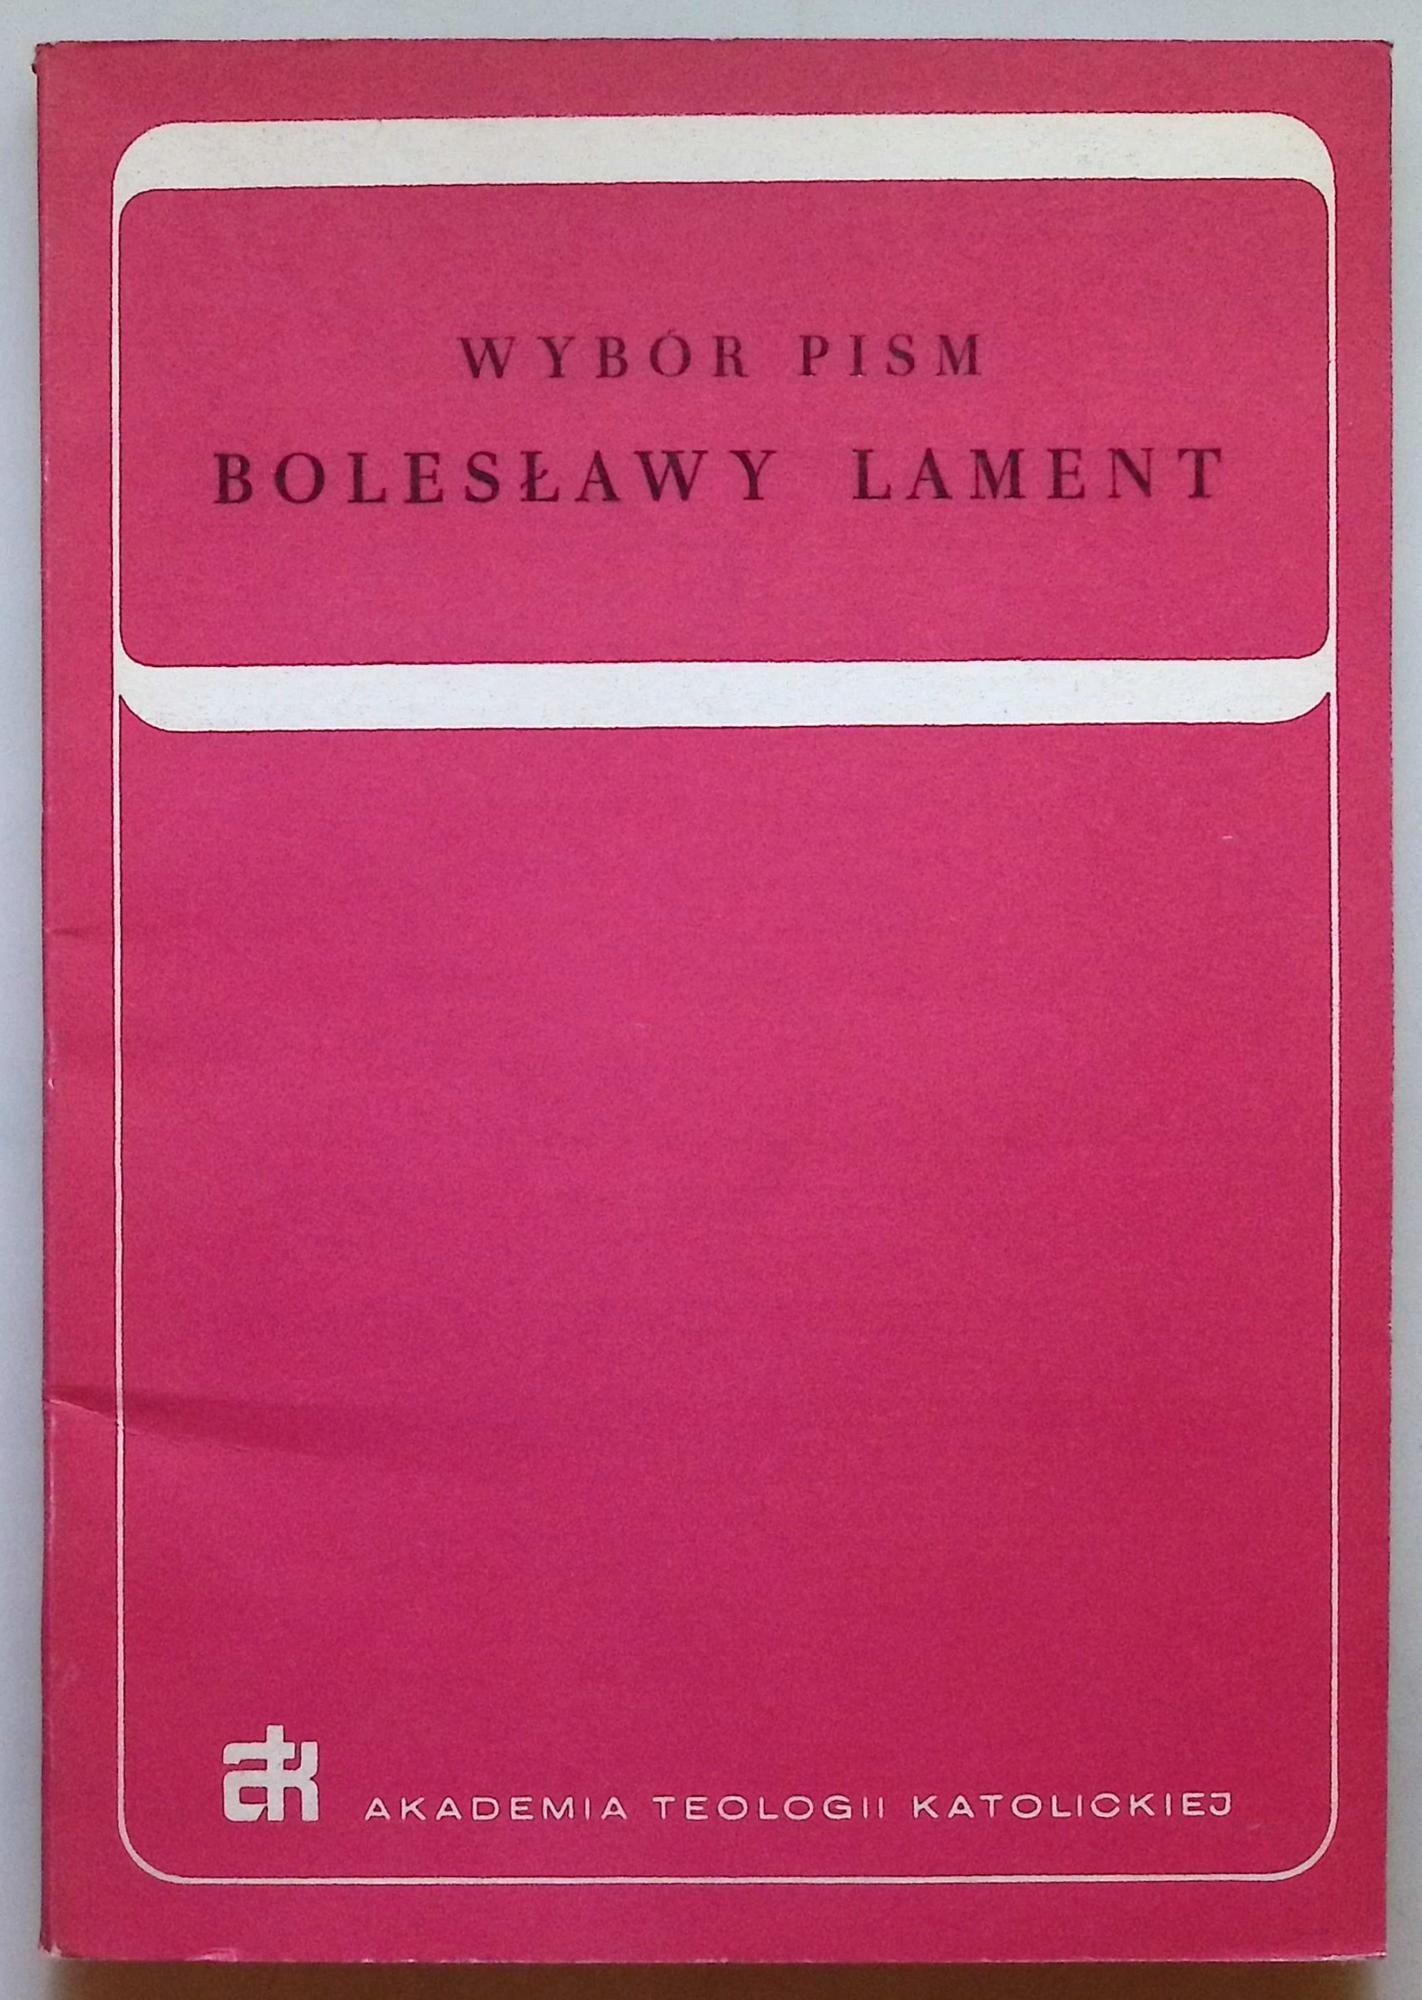 WYBÓR PISM
BOLESŁAWY LAMENT
atk
AKADEMIA TEOLOGII KATOLICKIEJ